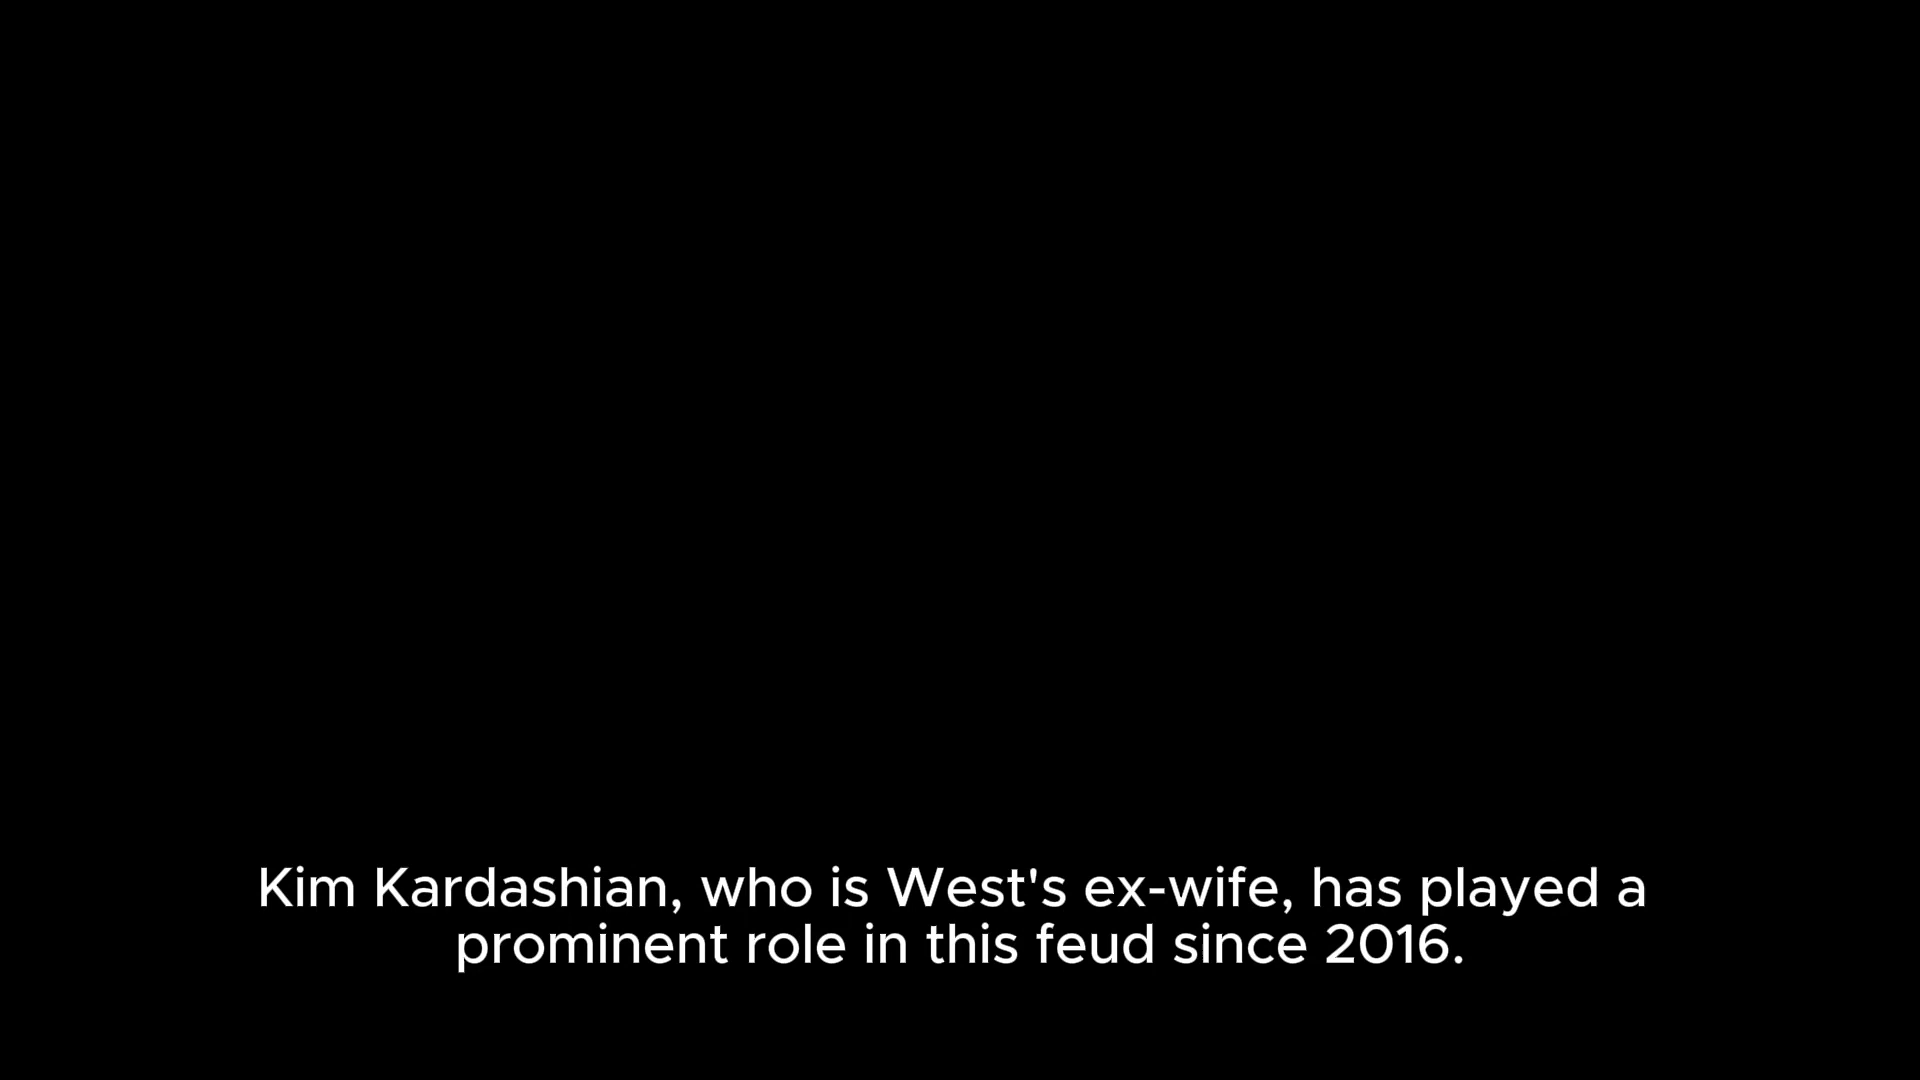 Kim Kardashian, who is West's ex-wife, has played a
prominent role in this feud since 2016.